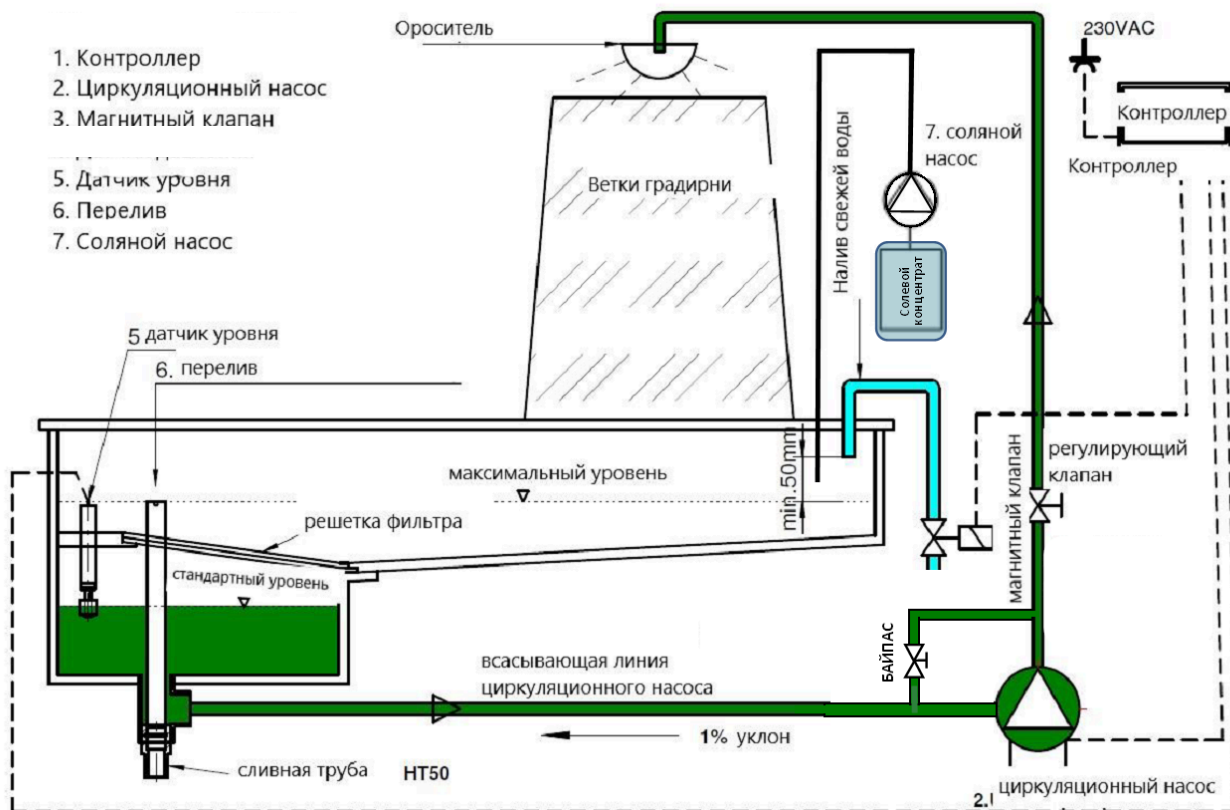 Ороситель
230VAC
1. Контроллер
2. Циркуляционный насос
3. Магнитный клапан
5. Датчик уровня
6. Перелив
7. Соляной насос
Контроллер
Контроллер
7. соляной
насос
Ветки градирни
Налив свежей воды
Солевой
концентрат
5 датчик уровня
6. перелив
максимальный уровень
min.50mm
решетка фильтра
стандартный уровень
магнитный клапан
регулирующий
клапан
БАЙПАС
всасывающая линия
циркуляционного насоса
1% уклон
сливная труба
HT50
циркуляционный насос
2.